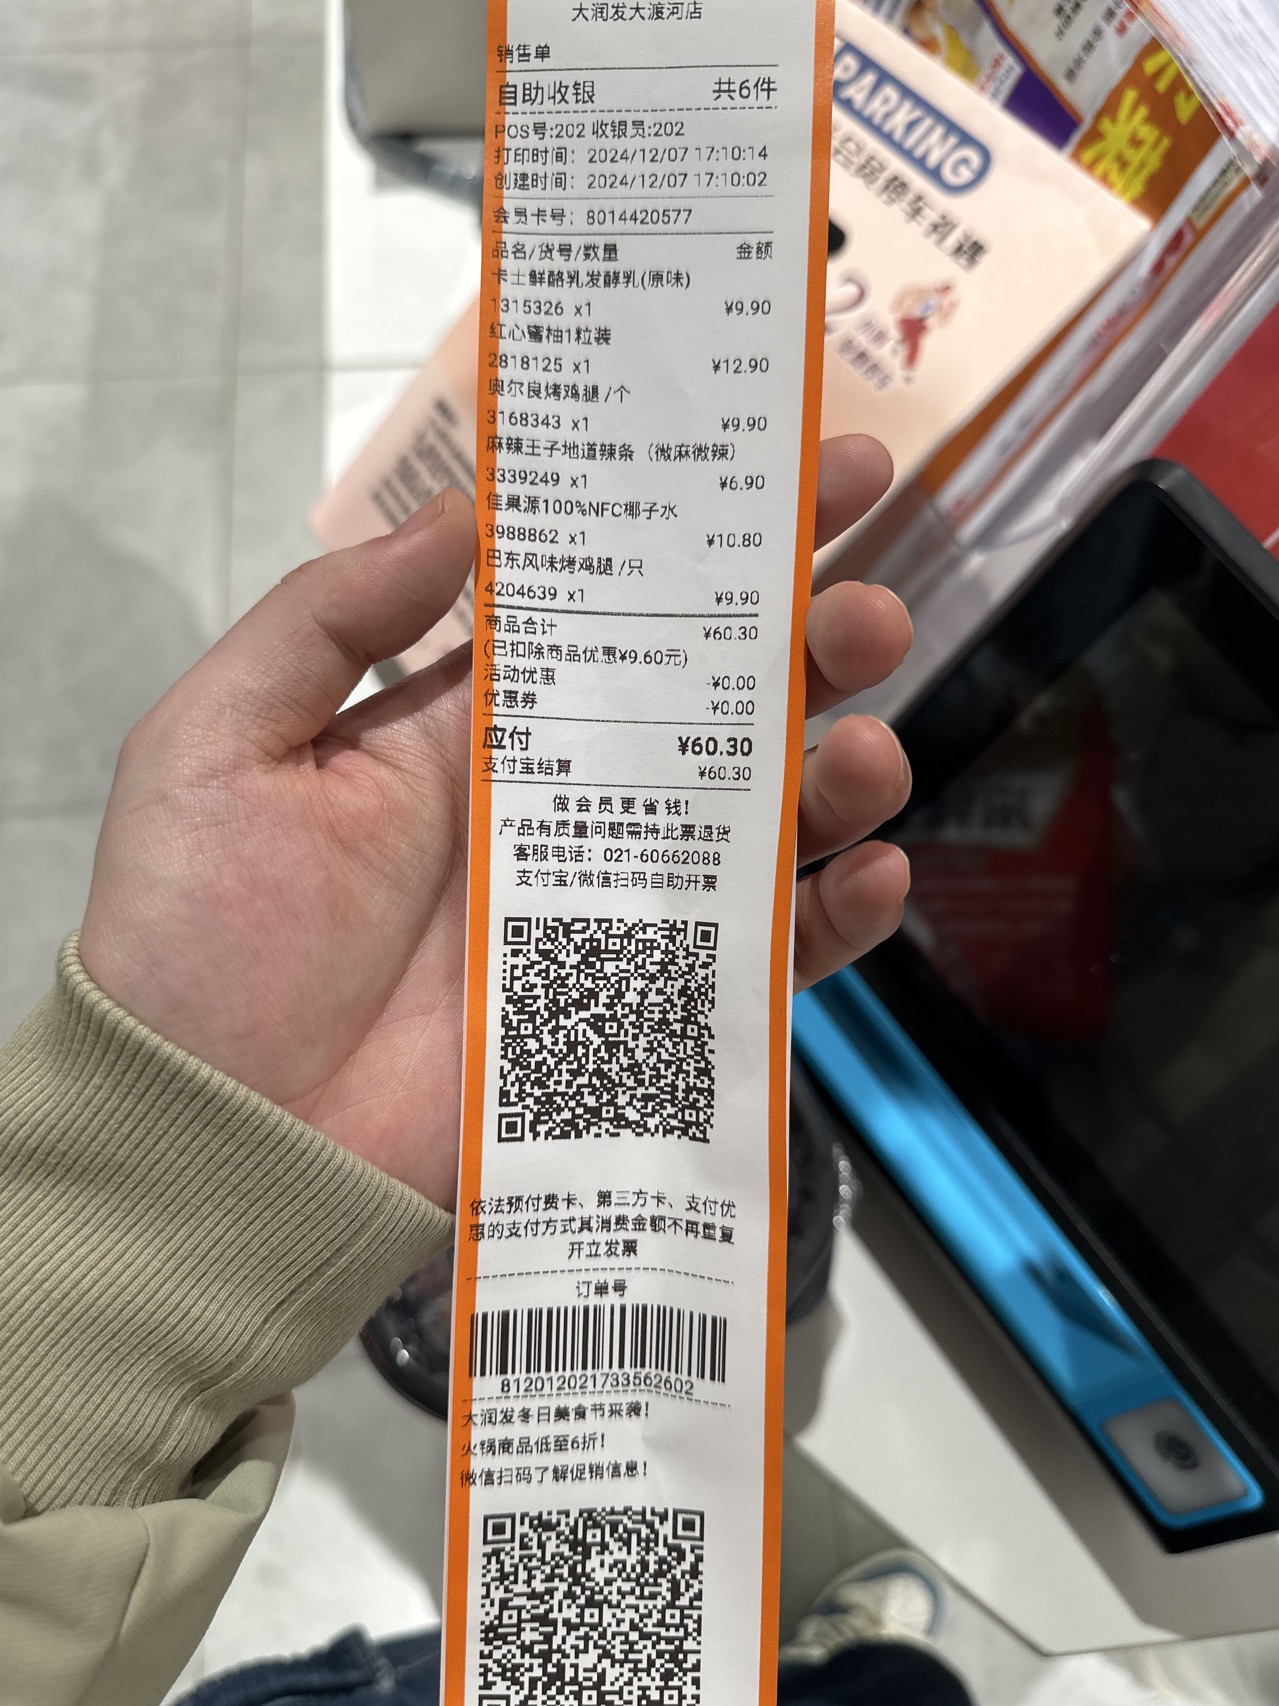 大润发大渡河店
销售单
自助收银 共6件
POS号:202 收银员:202
打印时间： 2024/12/07 17:10:14
创建时间： 2024/12/07 17:10:02
会员卡号： 8014420577
品名/货号/数量 金额
卡士鲜酪乳发酵乳(原味)
1315326 x1 ¥9.90
红心蜜柚1粒装
2818125 x1 ¥12.90
奥尔良烤鸡腿 /个
3168343 x1 ¥9.90
麻辣王子地道辣条（微麻微辣）
3339249 x1 ¥6.90
佳果源100%NFC椰子水
3988862 x1 ¥10.80
巴东风味烤鸡腿 /只
4204639 x1 ¥9.90
商品合计 ¥60.30
(已扣除商品优惠¥9.60元)
活动优惠 -¥0.00
优惠券 -¥0.00
应付 ¥60.30
支付宝结算 ¥60.30
做会员更省钱!
产品有质量问题需持此票退货
客服电话： 021-60662088
支付宝/微信扫码自助开票
依法预付费卡、第三方卡、支付优
惠的支付方式其消费金额不再重复
开立发票
订单号
812012021733562602
大润发冬日美食节来袭!
火锅商品低至6折!
微信扫码了解促销信息!
PARKING
会员停车礼遇